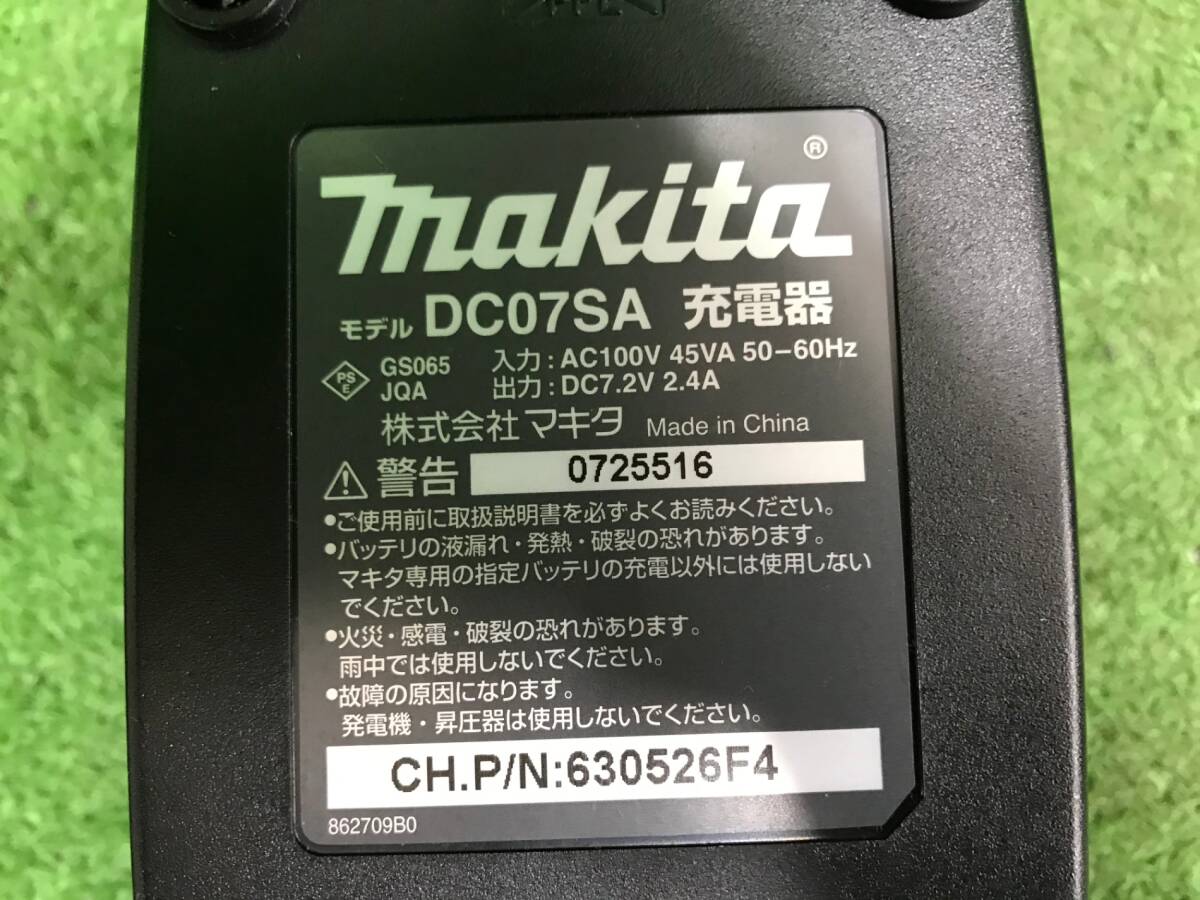 makita ®
モデル DC07SA 充電器
PS E GS065 入力:AC100V 45VA 50-60Hz
JQA 出力:DC7.2V 2.4A
株式会社マキタ Made in China
警告 0725516
•ご使用前に取扱説明書を必ずよくお読みください。
•バッテリの液漏れ・発熱・破裂の恐れがあります。
マキタ専用の指定バッテリの充電以外には使用しない
でください。
•火災・感電・破裂の恐れがあります。
雨中では使用しないでください。
•故障の原因になります。
発電機・昇圧器は使用しないでください。
CH.P/N:630526F4
862709B0